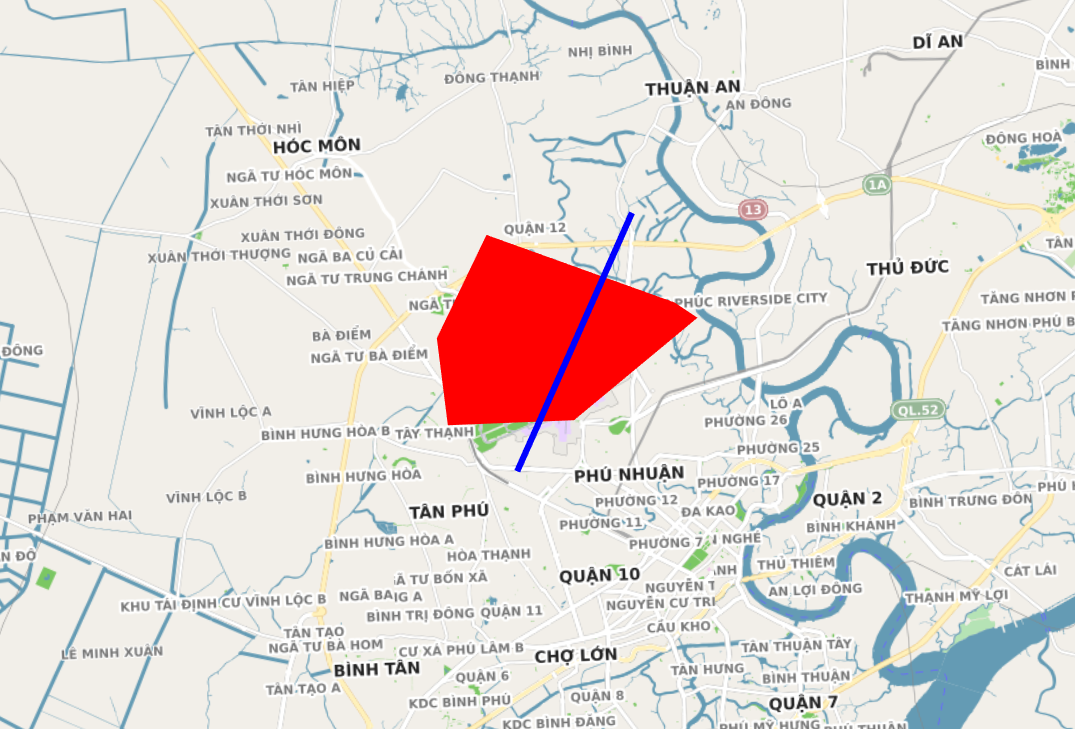 DĨ AN
NHỊ BÌNH
BÌNH
ĐÔNG THẠNH
TÂN HIỆP
THUẬN AN
AN ĐÔNG
TÂN THỚI NHÌ
ĐÔNG HOÀ
HÓC MÔN
NGÃ TƯ HÓC MÔN
1A
XUÂN THỚI SƠN
13
QUẬN 12
XUÂN THỚI ĐÔNG
TÂN
XUÂN THỚI THƯỢNG
NGÃ BA CỦ CẢI
THỦ ĐỨC
NGÃ TƯ TRUNG CHÁNH
NGÃ T
PHÚC RIVERSIDE CITY
TĂNG NHƠN P
TĂNG NHƠN PHÚ B
BÀ ĐIỂM
ĐÔNG
NGÃ TƯ BÀ ĐIỂM
LÔ A
VĨNH LỘC A
QL.52
PHƯỜNG 26
BÌNH HƯNG HÒA B
TÂY THẠNH
PHƯỜNG 25
BÌNH HƯNG HÒA
PHÚ NHUẬN
PHƯỜNG 17
PHÚ H
VĨNH LỘC B
PHƯỜNG 12
QUẬN 2
BÌNH TRƯNG ĐÔN
TÂN PHÚ
ĐA KAO
PHẠM VĂN HAI
PHƯỜNG 11
BÌNH KHÁNH
BÌNH HƯNG HÒA A
PHƯỜNG 7
N NGHÉ
HÒA THẠNH
THỦ THIÊM
ÀN ĐÔ
QUẬN 10
NH
CÁT LÁI
Ã TƯ BỐN XÃ
NGUYỄN T
AN LỢI ĐÔNG
NGÃ BA
G A
THẠNH MỸ LỢI
KHU TÁI ĐỊNH CƯ VĨNH LỘC B
NGUYỄN CƯ TRI
BÌNH TRỊ ĐÔNG
QUẬN 11
CẦU KHO
TÂN TẠO
NGÃ TƯ BÀ HOM
TÂN THUẬN TÂY
LÊ MINH XUÂN
CƯ XÁ PHÚ LÂM B
CHỢ LỚN
BÌNH TÂN
TÂN HƯNG
QUẬN 6
BÌNH THUẬN
TÂN TẠO A
QUẬN 8
KDC BÌNH PHÚ
QUẬN 7
KDC BÌNH ĐĂNG
PHÚ MỸ HƯNG
PHÚ THUẬN